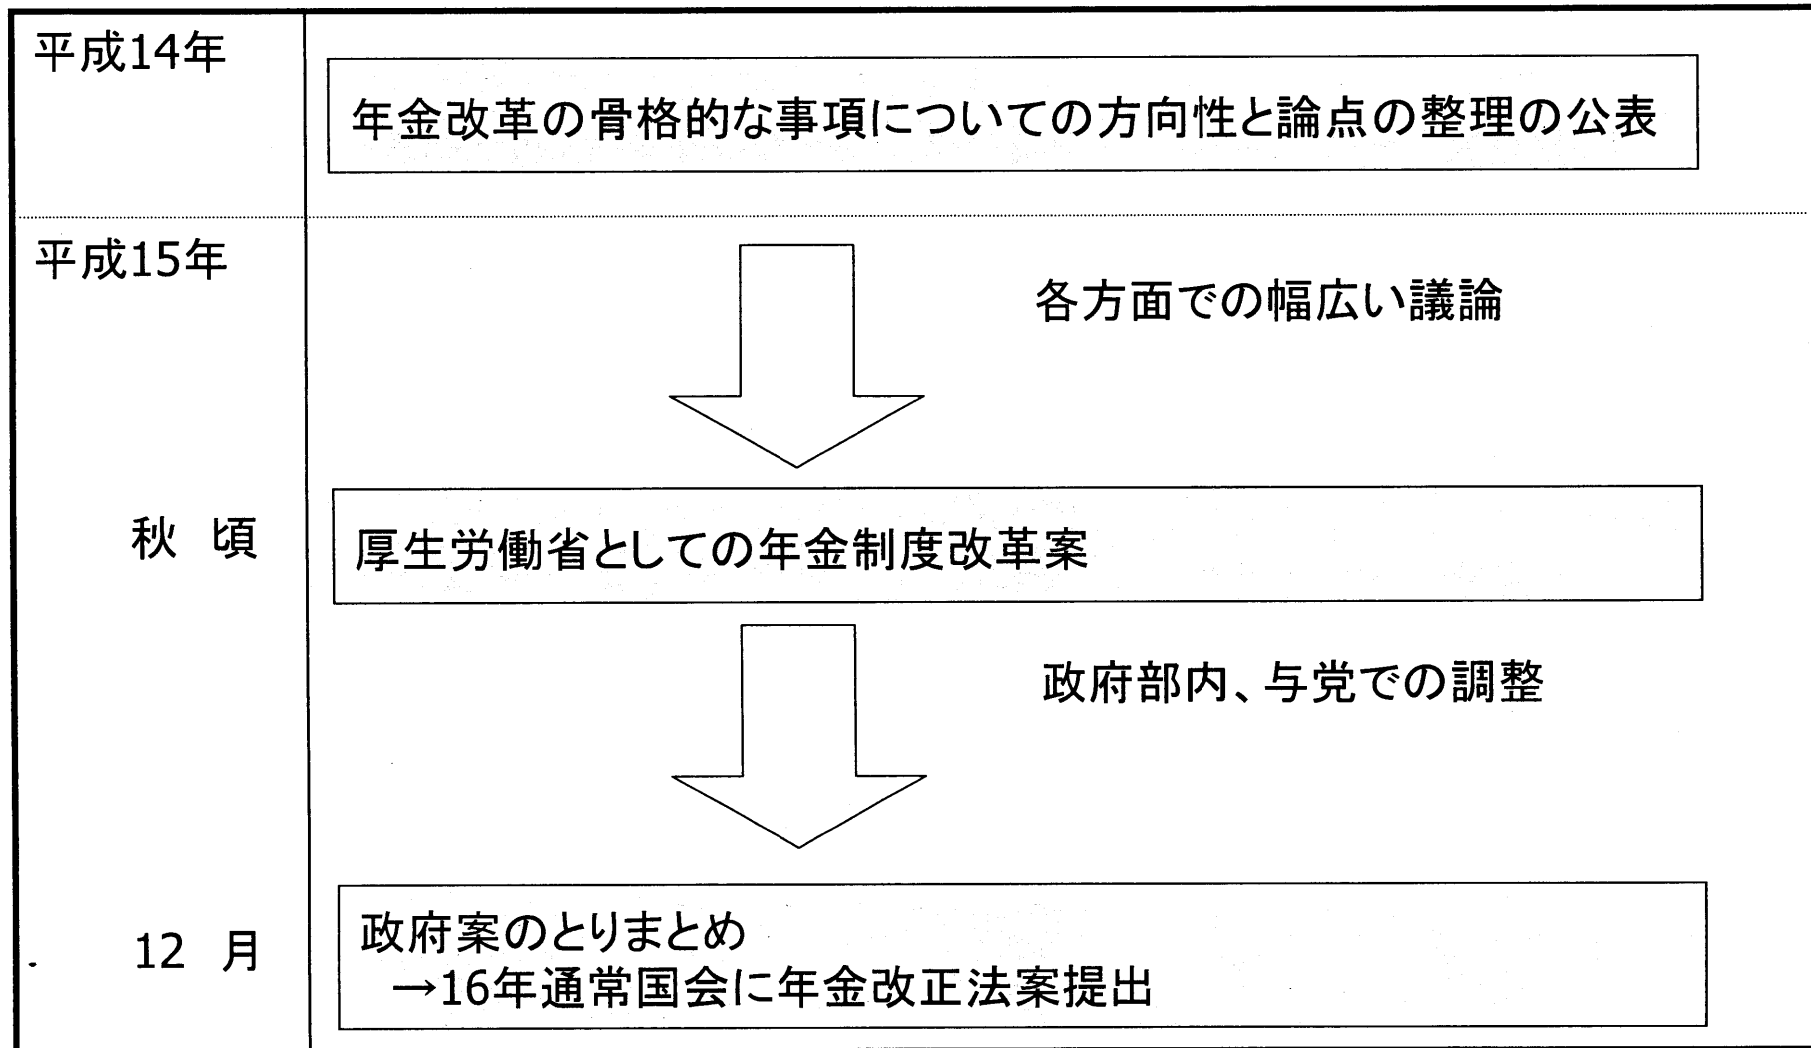 平成14年
年金改革の骨格的な事項についての方向性と論点の整理の公表
平成15年
各方面での幅広い議論
秋 頃
厚生労働省としての年金制度改革案
政府部内、与党での調整
12 月
政府案のとりまとめ
→16年通常国会に年金改正法案提出